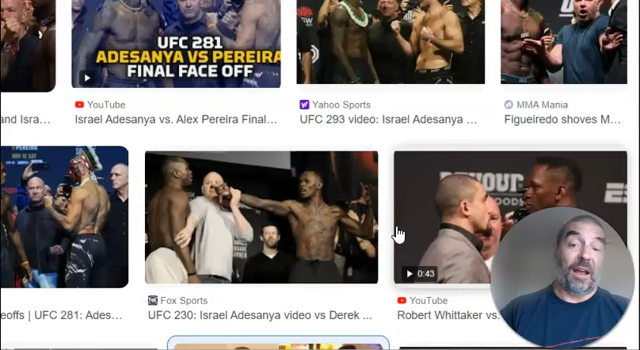 UFC 281
ADESANYA VS PEREIRA
FINAL FACE OFF
YouTube
Yahoo Sports
MMA Mania
and Isra...
Israel Adesanya vs. Alex Pereira Final...
UFC 293 video: Israel Adesanya ...
Figueiredo shoves M...
0:43
Fox Sports
YouTube
eoffs | UFC 281: Ades...
UFC 230: Israel Adesanya video vs Derek ...
Robert Whittaker vs.